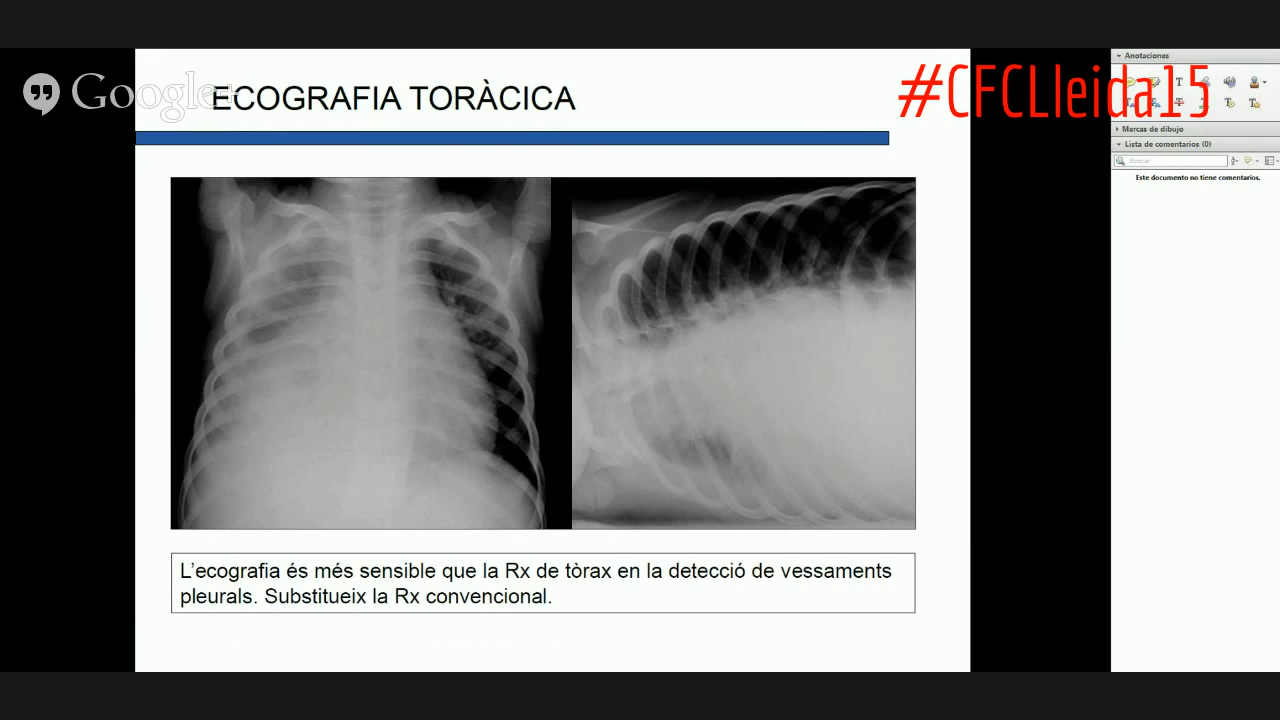 Google+
ECOGRAFIA TORÀCICA
#CFCLleida15
Anotaciones
Marcas de dibujo
Lista de comentarios (0)
Buscar
Este documento no tiene comentarios.
L'ecografia és més sensible que la Rx de tòrax en la detecció de vessaments
pleurals. Substitueix la Rx convencional.